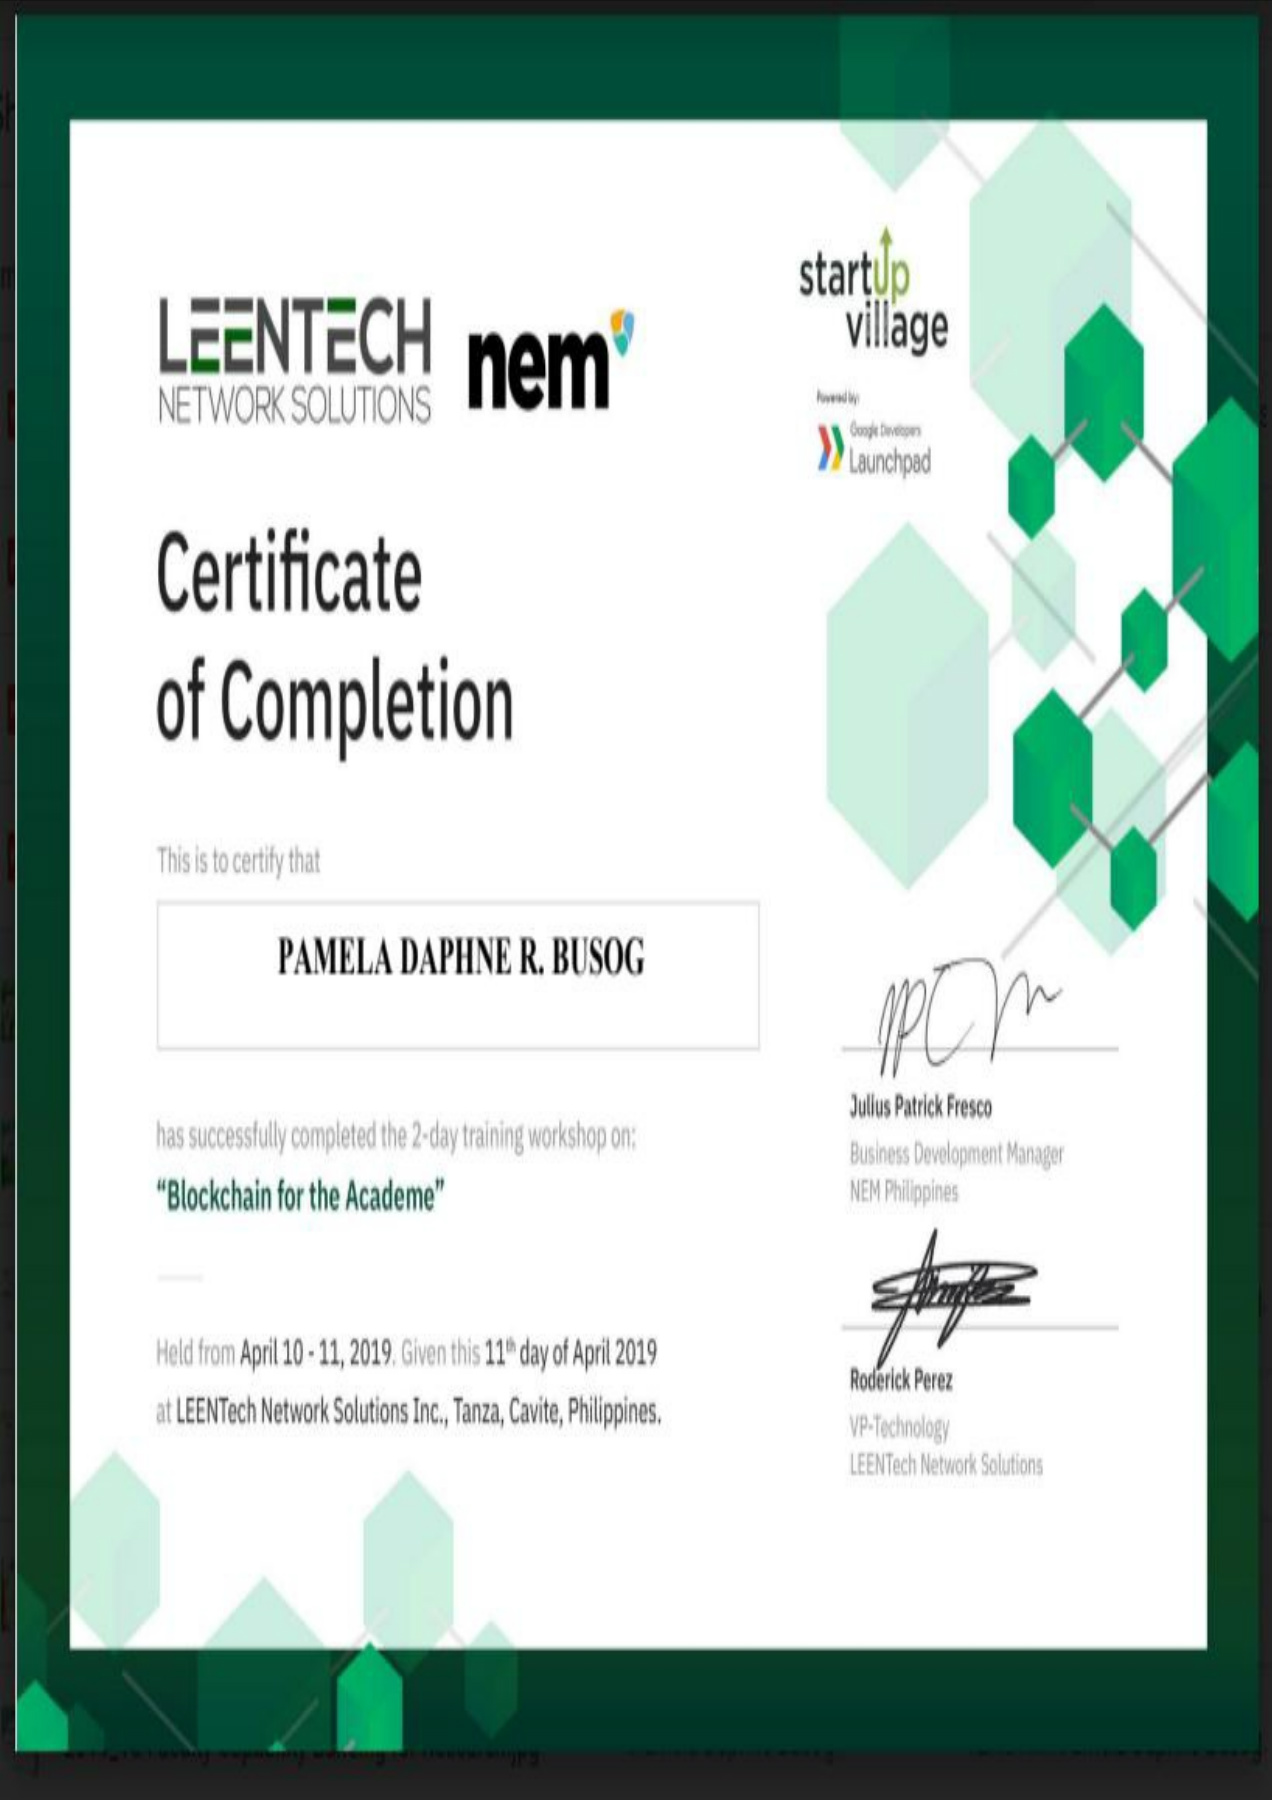 LEENTECH
NETWORK SOLUTIONS
nem
startup
village
Powered by:
Google Developers
Launchpad
Certificate
of Completion
This is to certify that
PAMELA DAPHNE R. BUSOG
has successfully completed the 2-day training workshop on:
“Blockchain for the Academe”
Held from April 10 - 11, 2019. Given this 11th day of April 2019
at LEENTech Network Solutions Inc., Tanza, Cavite, Philippines.
Julius Patrick Fresco
Business Development Manager
NEM Philippines
Roderick Perez
VP-Technology
LEENTech Network Solutions